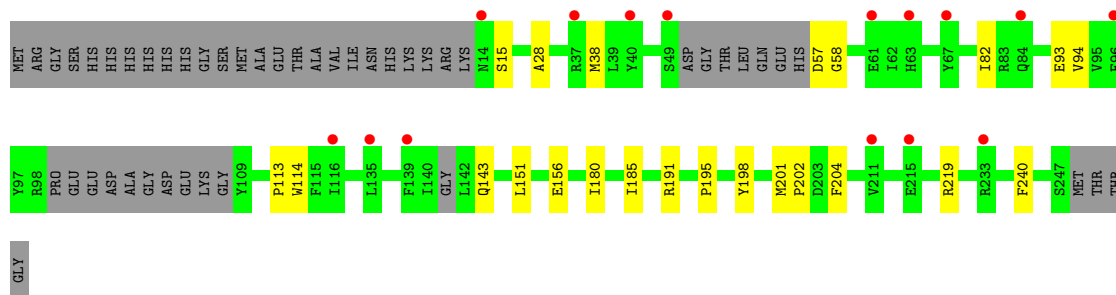 MET ARG GLY SER HIS HIS HIS HIS HIS HIS GLY SER MET ALA GLU THR ALA VAL ILE ASN HIS LYS LYS ARG LYS N14 S15 A28 R37 M38 L39 Y40 S49 ASP GLY THR LEU GLN GLU HIS D57 G58 E61 I62 H63 Y67 I82 R83 Q84 E93 V94 V95 E96
Y97 R98 PRO GLU GLU ASP ALA GLY ASP GLU LYS GLY Y109 P113 W114 F115 I116 L135 F139 I140 GLY L142 Q143 L151 E156 I180 I185 R191 P195 Y198 M201 P202 D203 F204 V211 E215 R219 R233 F240 S247 MET THR THR
GLY